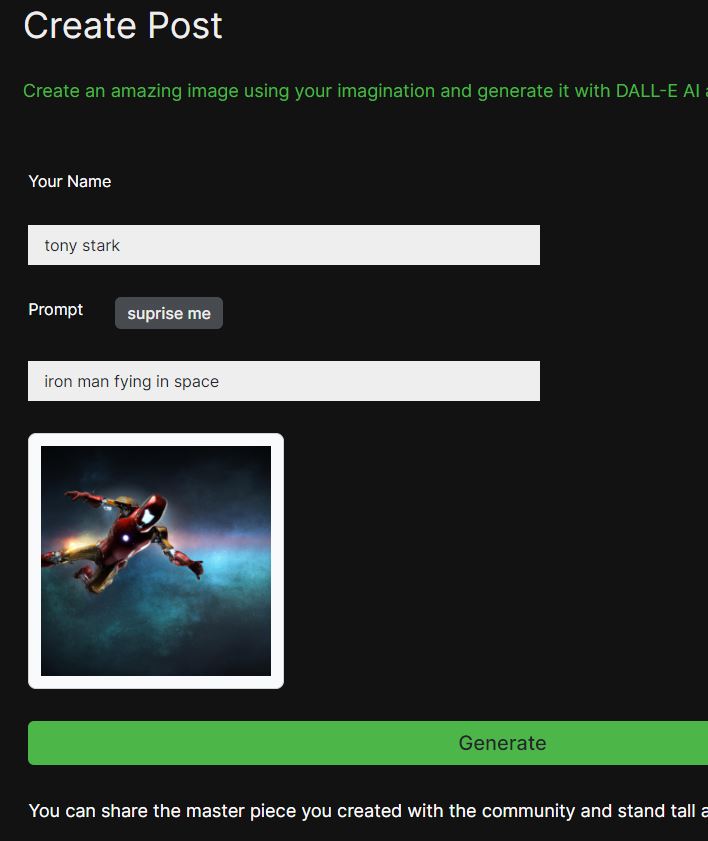 Create Post
Create an amazing image using your imagination and generate it with DALL-E AI
Your Name
tony stark
Prompt
suprise me
iron man fying in space
Generate
You can share the master piece you created with the community and stand tall